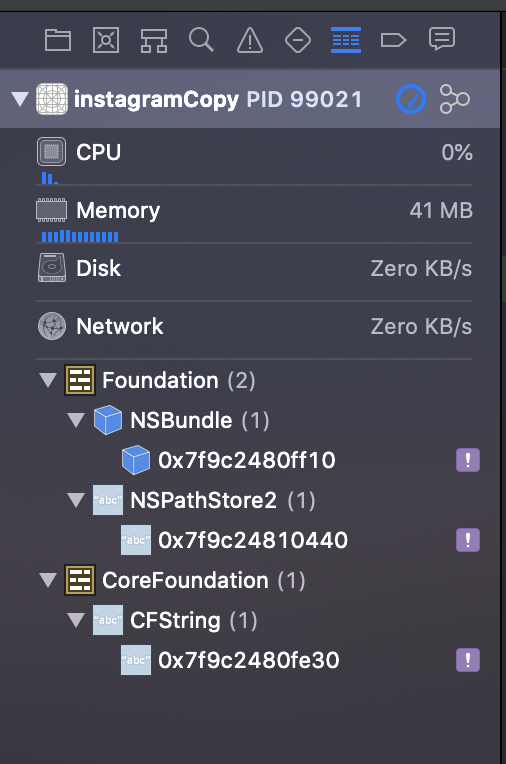 instagramCopy PID 99021
CPU 0%
Memory 41 MB
Disk Zero KB/s
Network Zero KB/s
Foundation (2)
NSBundle (1)
0x7f9c2480ff10
"abc" NSPathStore2 (1)
"abc" 0x7f9c24810440
CoreFoundation (1)
"abc" CFString (1)
"abc" 0x7f9c2480fe30